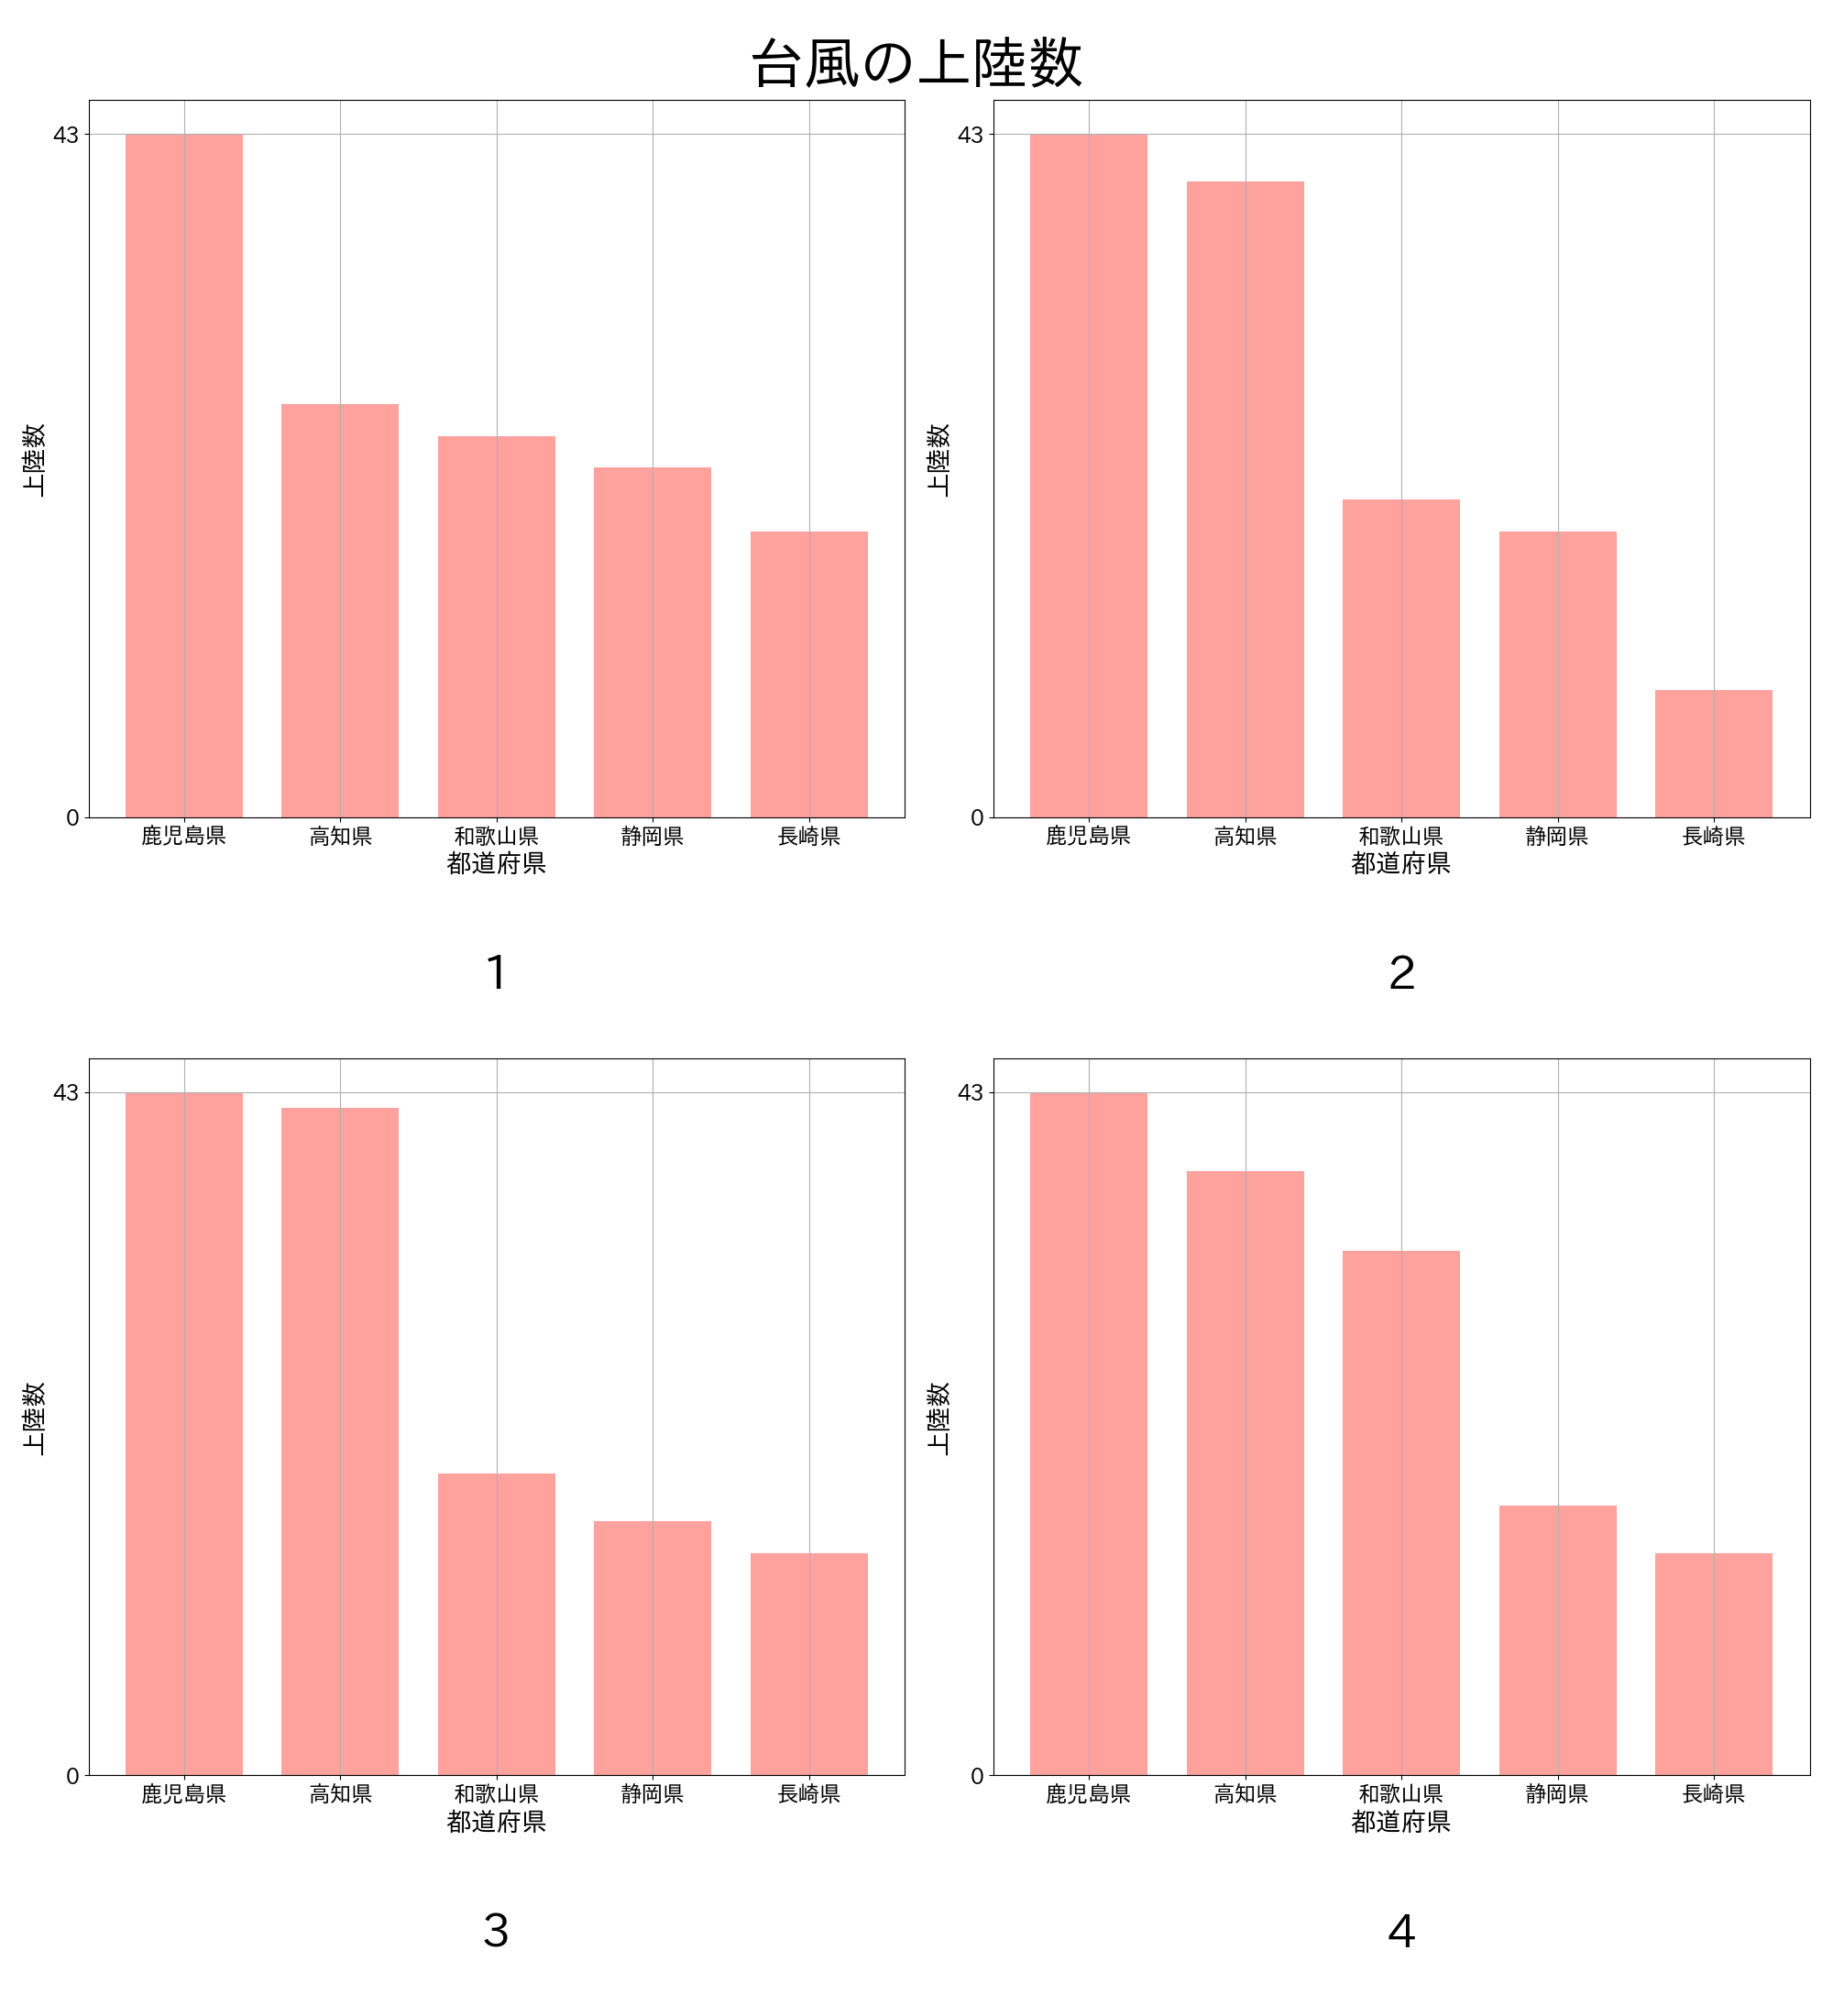 台風の上陸数
43
0
上陸数
鹿児島県 高知県 和歌山県 静岡県 長崎県
都道府県
1
43
0
上陸数
鹿児島県 高知県 和歌山県 静岡県 長崎県
都道府県
2
43
0
上陸数
鹿児島県 高知県 和歌山県 静岡県 長崎県
都道府県
3
43
0
上陸数
鹿児島県 高知県 和歌山県 静岡県 長崎県
都道府県
4